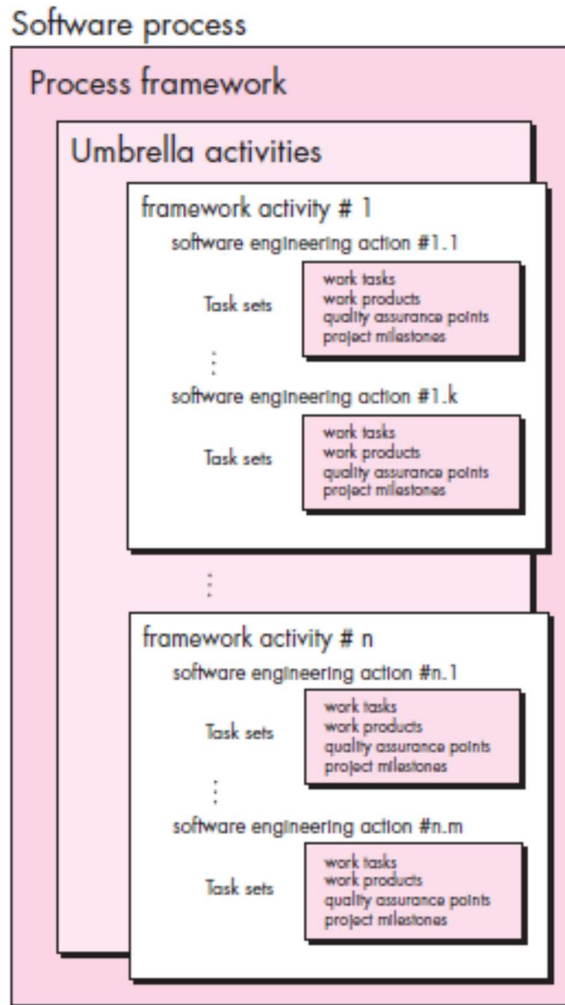 Software process
Process framework
Umbrella activities
framework activity # 1
software engineering action #1.1
Task sets
work tasks
work products
quality assurance points
project milestones
software engineering action #1.k
Task sets
work tasks
work products
quality assurance points
project milestones
framework activity # n
software engineering action #n.1
Task sets
work tasks
work products
quality assurance points
project milestones
software engineering action #n.m
Task sets
work tasks
work products
quality assurance points
project milestones